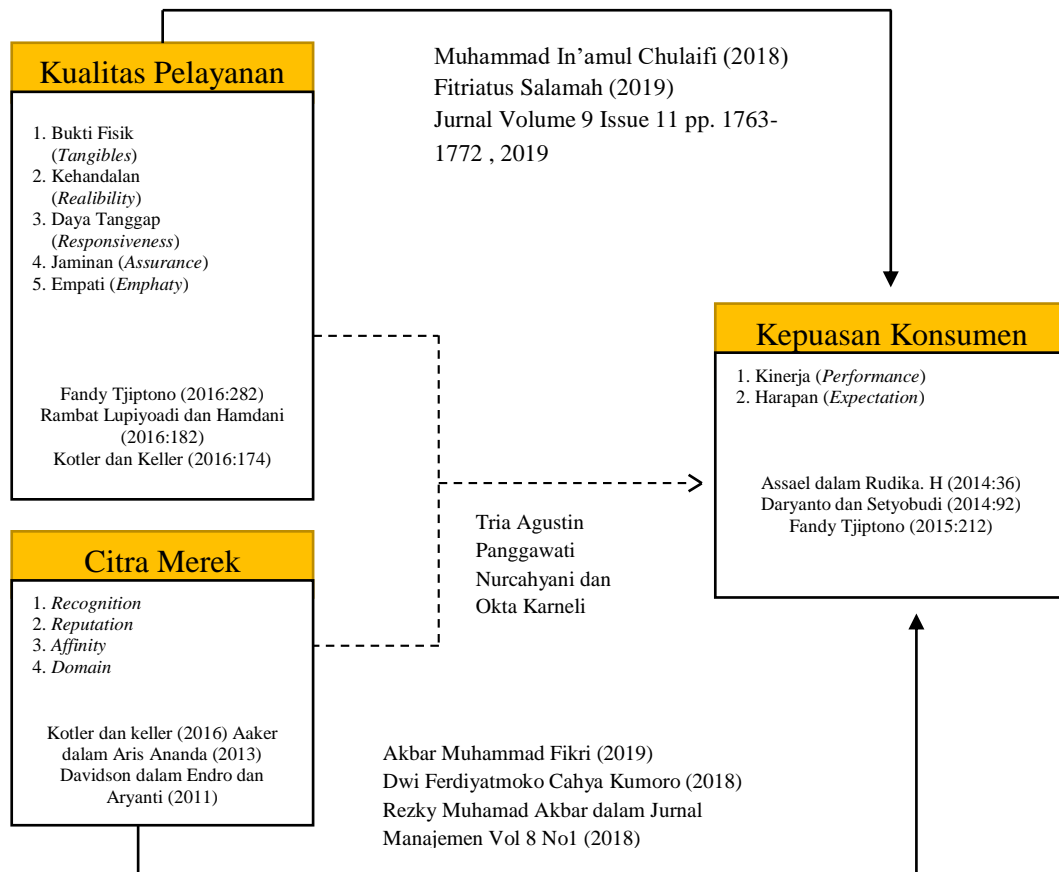 Kualitas Pelayanan
1. Bukti Fisik
(Tangibles)
2. Kehandalan
(Realibility)
3. Daya Tanggap
(Responsiveness)
4. Jaminan (Assurance)
5. Empati (Emphaty)
Fandy Tjiptono (2016:282)
Rambat Lupiyoadi dan Hamdani
(2016:182)
Kotler dan Keller (2016:174)
Muhammad In’amul Chulaifi (2018)
Fitriatus Salamah (2019)
Jurnal Volume 9 Issue 11 pp. 1763-
1772 , 2019
Kepuasan Konsumen
1. Kinerja (Performance)
2. Harapan (Expectation)
Assael dalam Rudika. H (2014:36)
Daryanto dan Setyobudi (2014:92)
Fandy Tjiptono (2015:212)
Tria Agustin
Panggawati
Nurcahyani dan
Okta Karneli
Citra Merek
1. Recognition
2. Reputation
3. Affinity
4. Domain
Kotler dan keller (2016) Aaker
dalam Aris Ananda (2013)
Davidson dalam Endro dan
Aryanti (2011)
Akbar Muhammad Fikri (2019)
Dwi Ferdiyatmoko Cahya Kumoro (2018)
Rezky Muhamad Akbar dalam Jurnal
Manajemen Vol 8 No1 (2018)